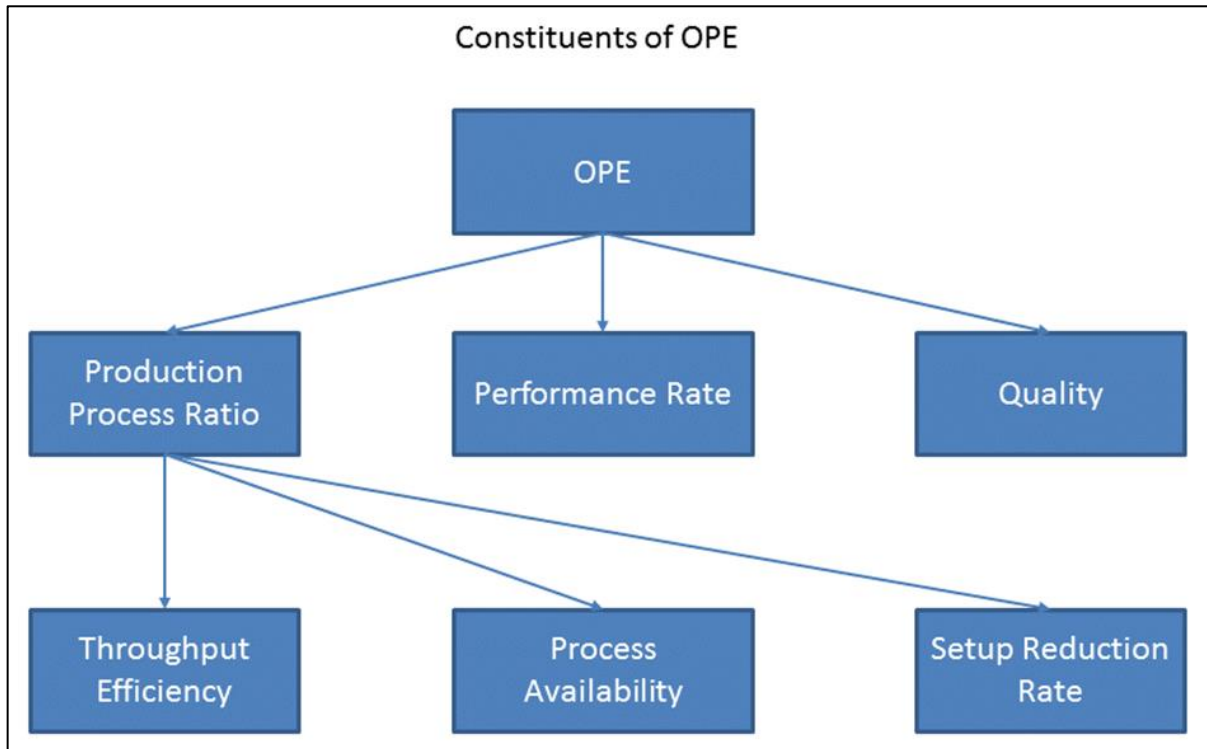 Constituents of OPE
OPE
Production
Process Ratio
Performance Rate
Quality
Throughput
Efficiency
Process
Availability
Setup Reduction
Rate